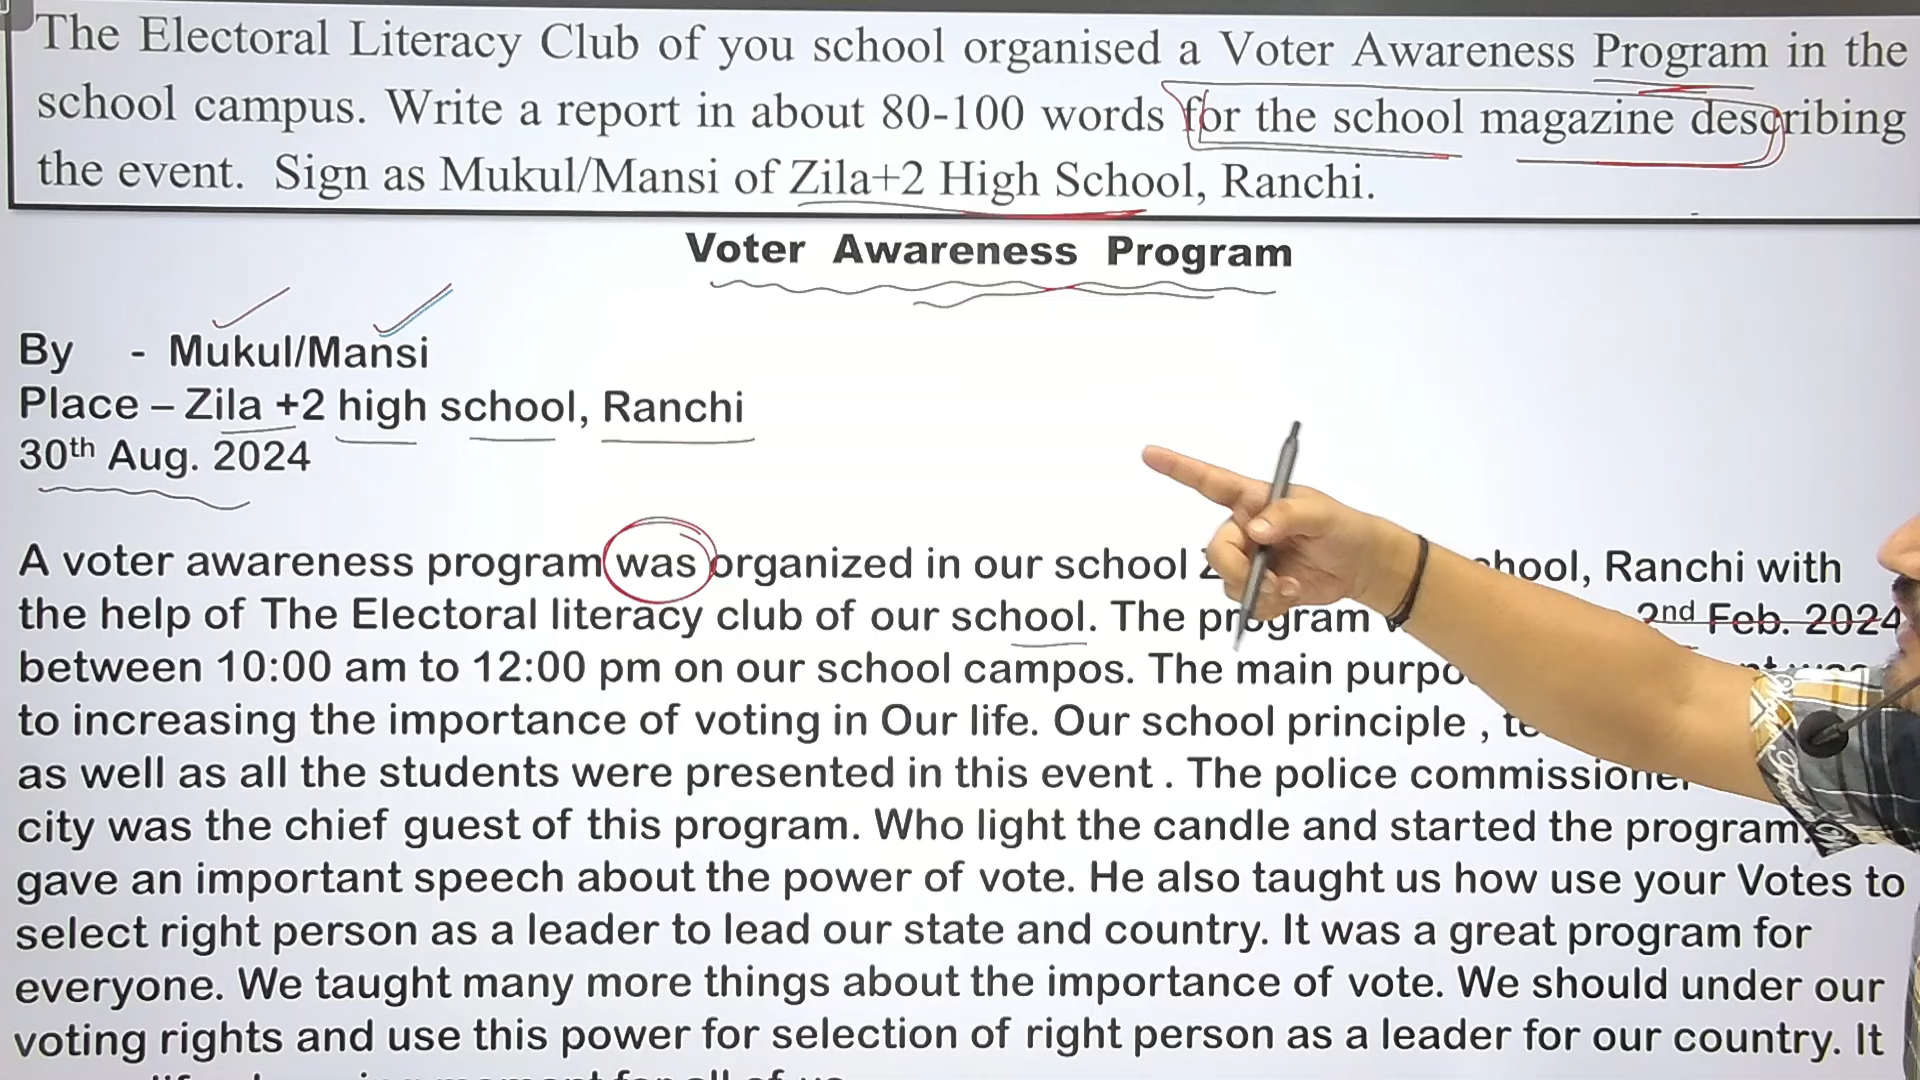 The Electoral Literacy Club of you school organised a Voter Awareness Program in the
school campus. Write a report in about 80-100 words for the school magazine describing
the event. Sign as Mukul/Mansi of Zila+2 High School, Ranchi.
Voter Awareness Program
By - Mukul/Mansi
Place – Zila +2 high school, Ranchi
30th Aug. 2024
A voter awareness program was organized in our school Ranchi with
the help of The Electoral literacy club of our school. The program 2nd Feb. 2024
between 10:00 am to 12:00 pm on our school campos. The main
to increasing the importance of voting in Our life. Our school principle ,
as well as all the students were presented in this event . The police
city was the chief guest of this program. Who light the candle and started the program.
gave an important speech about the power of vote. He also taught us how use your Votes to
select right person as a leader to lead our state and country. It was a great program for
everyone. We taught many more things about the importance of vote. We should under our
voting rights and use this power for selection of right person as a leader for our country. It